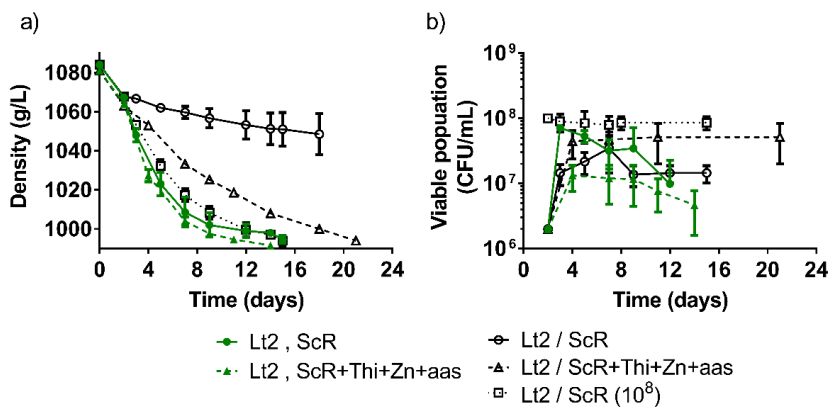 a)
b)
Density (g/L)
1080
1060
1040
1020
1000
0 4 8 12 16 20 24
Time (days)
Viable popuation
(CFU/mL)
10⁹
10⁸
10⁷
10⁶
0 4 8 12 16 20 24
Time (days)
Lt2 , ScR
Lt2 , ScR+Thi+Zn+aas
Lt2 / ScR
Lt2 / ScR+Thi+Zn+aas
Lt2 / ScR (10⁸)